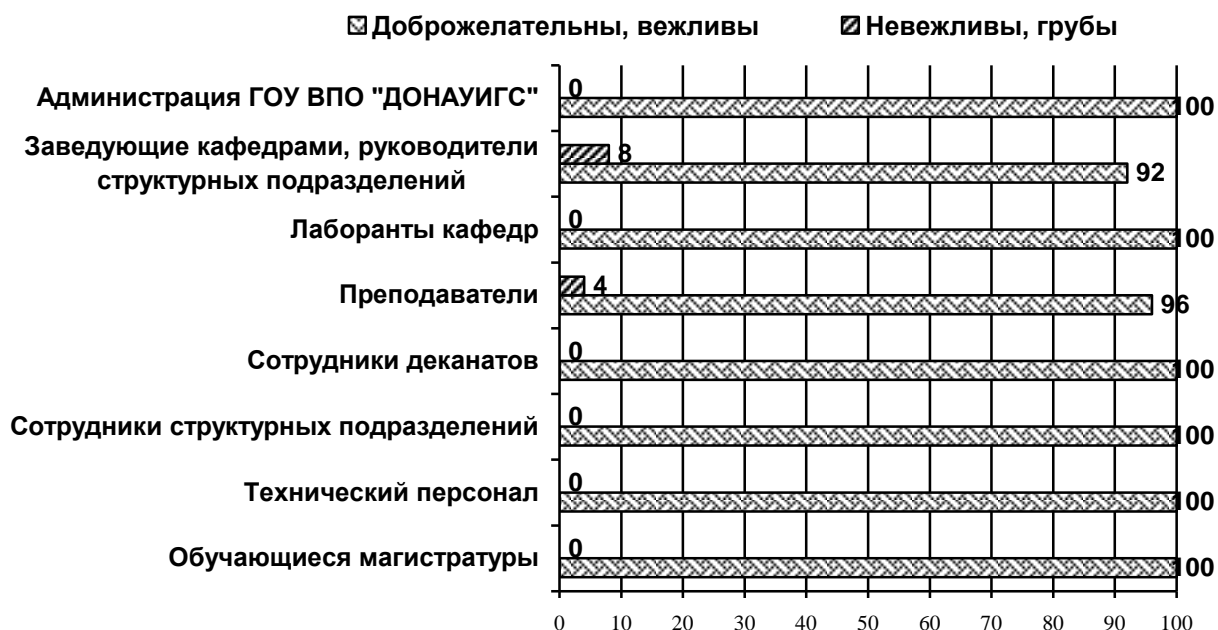 Доброжелательны, вежливы Невежливы, грубы
Администрация ГОУ ВПО "ДОНАУИГС"
0
100
Заведующие кафедрами, руководители
структурных подразделений
8
92
Лаборанты кафедр
0
100
Преподаватели
4
96
Сотрудники деканатов
0
100
Сотрудники структурных подразделений
0
100
Технический персонал
0
100
Обучающиеся магистратуры
0
100
0 10 20 30 40 50 60 70 80 90 100